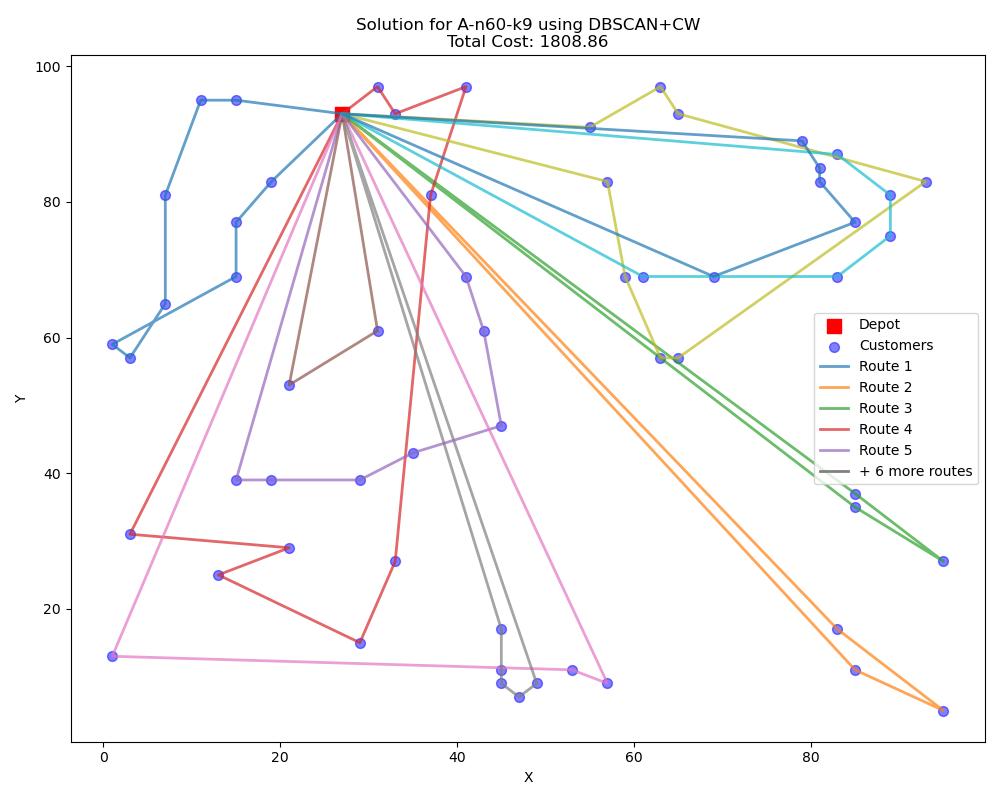 Solution for A-n60-k9 using DBSCAN+CW
Total Cost: 1808.86
100
80
60
40
20
Y
0
20
40
60
80
X
Depot
Customers
Route 1
Route 2
Route 3
Route 4
Route 5
+ 6 more routes